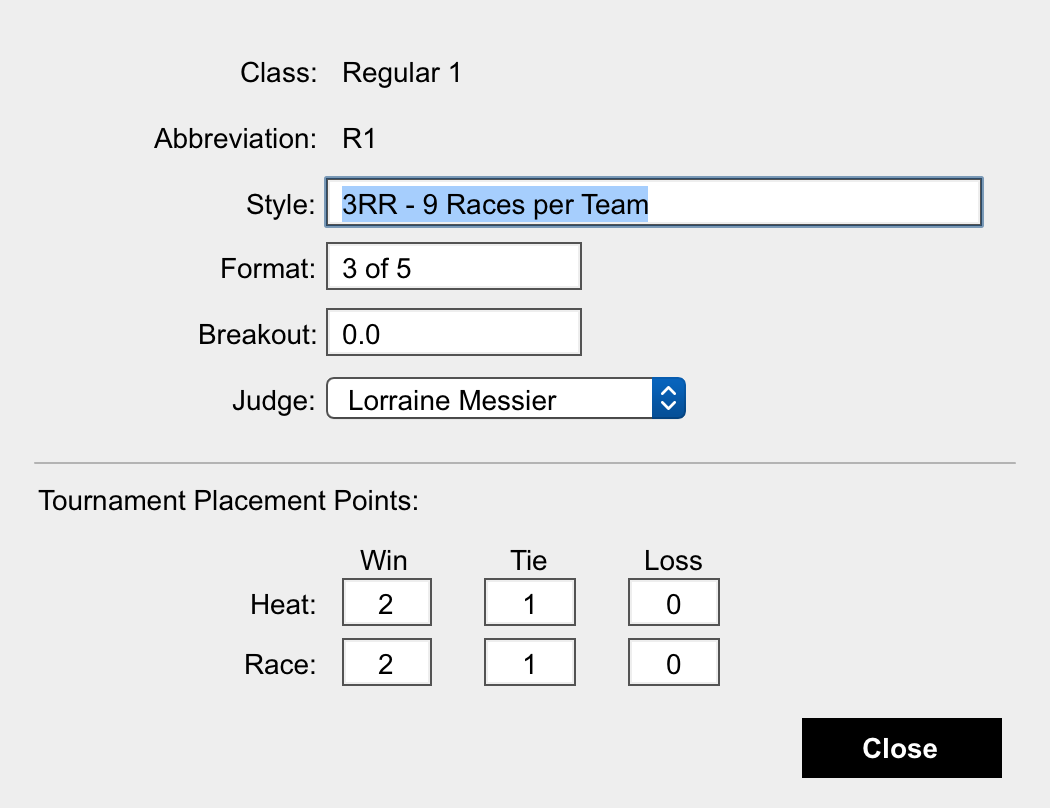 Class: Regular 1
Abbreviation: R1
Style: 3RR - 9 Races per Team
Format: 3 of 5
Breakout: 0.0
Judge: Lorraine Messier
Tournament Placement Points:
Win Tie Loss
Heat: 2 1 0
Race: 2 1 0
Close